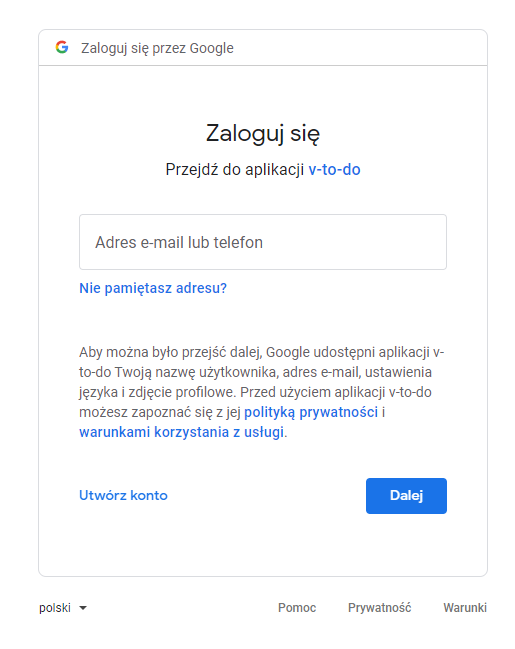 Zaloguj się przez Google
Zaloguj się
Przejdź do aplikacji v-to-do
Adres e-mail lub telefon
Nie pamiętasz adresu?
Aby można było przejść dalej, Google udostępni aplikacji v-
to-do Twoją nazwę użytkownika, adres e-mail, ustawienia
języka i zdjęcie profilowe. Przed użyciem aplikacji v-to-do
możesz zapoznać się z jej polityką prywatności i
warunkami korzystania z usługi.
Utwórz konto
Dalej
polski
Pomoc
Prywatność
Warunki